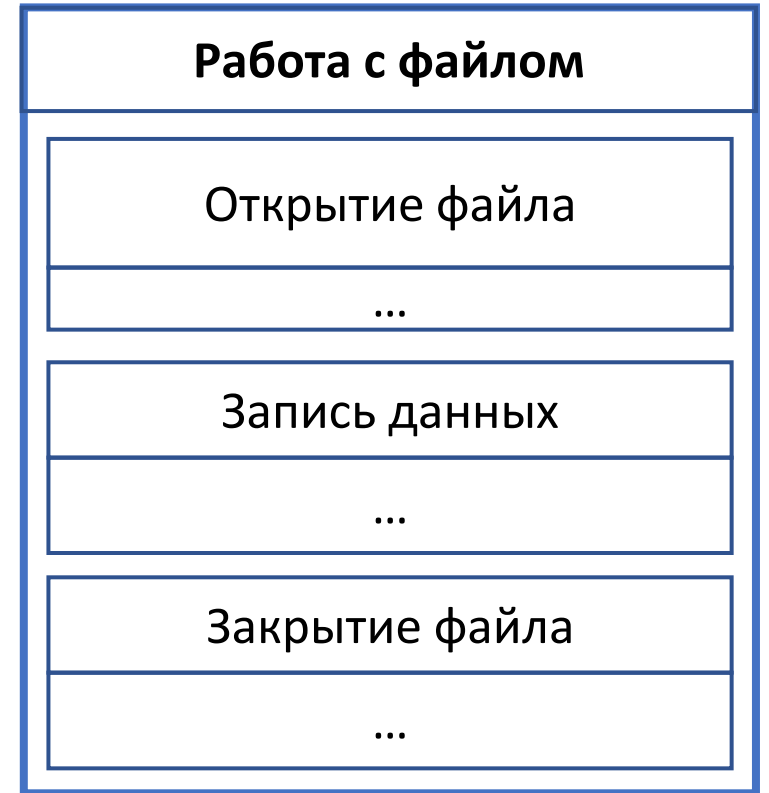 Работа с файлом
Открытие файла
...
Запись данных
...
Закрытие файла
...